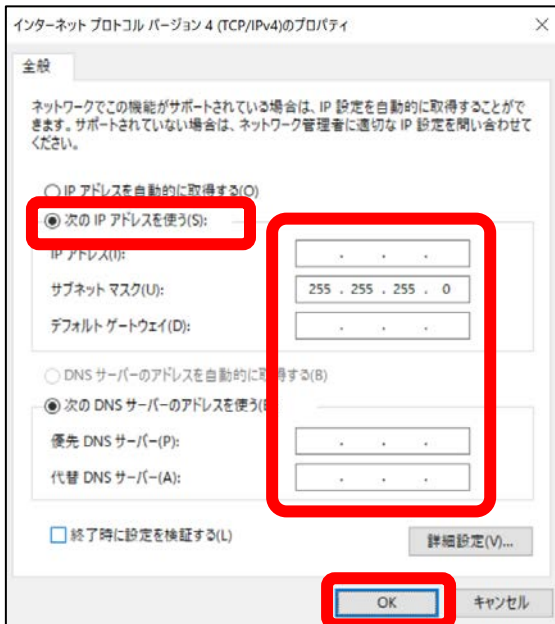 インターネット プロトコル バージョン 4 (TCP/IPv4)のプロパティ
全般
ネットワークでこの機能がサポートされている場合は、IP 設定を自動的に取得することがで
きます。サポートされていない場合は、ネットワーク管理者に適切な IP 設定を問い合わせて
ください。
IP アドレスを自動的に取得する(O)
次の IP アドレスを使う(S):
IP アドレス(I):
. . .
サブネット マスク(U):
255 . 255 . 255 . 0
デフォルト ゲートウェイ(D):
. . .
DNS サーバーのアドレスを自動的に取得する(B)
次の DNS サーバーのアドレスを使う(
優先 DNS サーバー(P):
. . .
代替 DNS サーバー(A):
. . .
終了時に設定を検証する(L)
詳細設定(V)...
OK
キャンセル